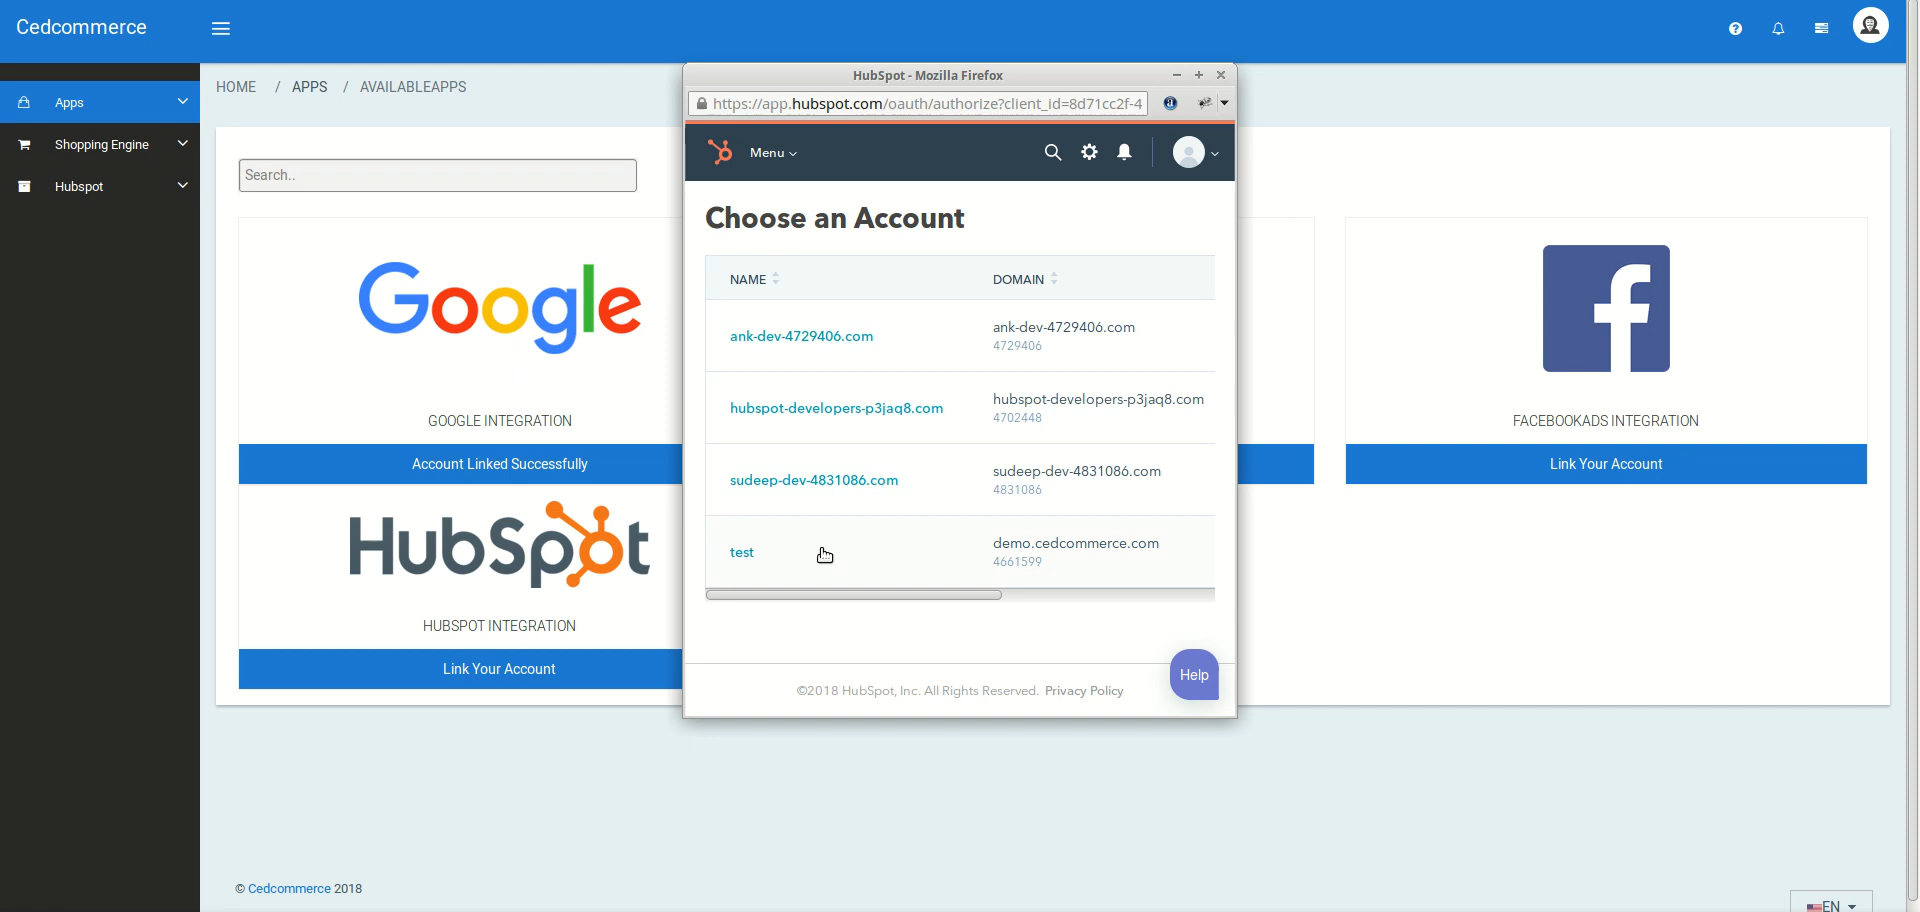 Cedcommerce
Apps
Shopping Engine
Hubspot
HOME / APPS / AVAILABLEAPPS
Search..
Google
GOOGLE INTEGRATION
Account Linked Successfully
HubSpot
HUBSPOT INTEGRATION
Link Your Account
HubSpot - Mozilla Firefox
https://app.hubspot.com/oauth/authorize?client_id=8d71cc2f-4
Menu
Choose an Account
NAME DOMAIN
ank-dev-4729406.com ank-dev-4729406.com
4729406
hubspot-developers-p3jaq8.com hubspot-developers-p3jaq8.com
4702448
sudeep-dev-4831086.com sudeep-dev-4831086.com
4831086
test demo.cedcommerce.com
4661599
Help
©2018 HubSpot, Inc. All Rights Reserved. Privacy Policy
FACEBOOKADS INTEGRATION
Link Your Account
© Cedcommerce 2018
EN